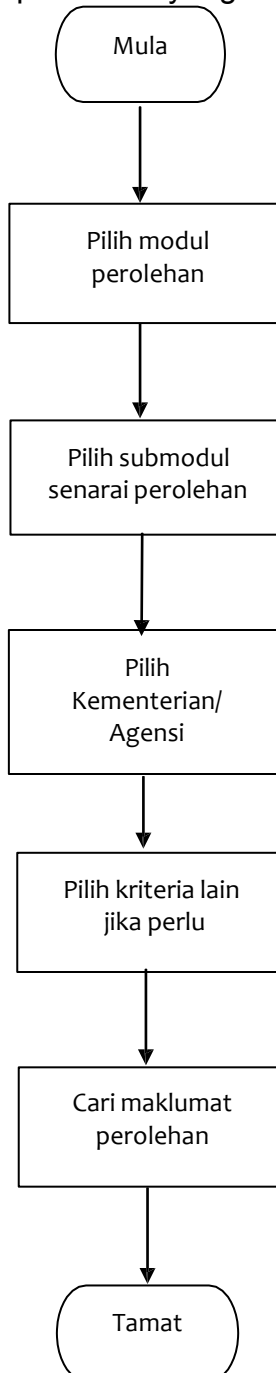 Mula
Pilih modul
perolehan
Pilih submodul
senarai perolehan
Pilih
Kementerian/
Agensi
Pilih kriteria lain
jika perlu
Cari maklumat
perolehan
Tamat